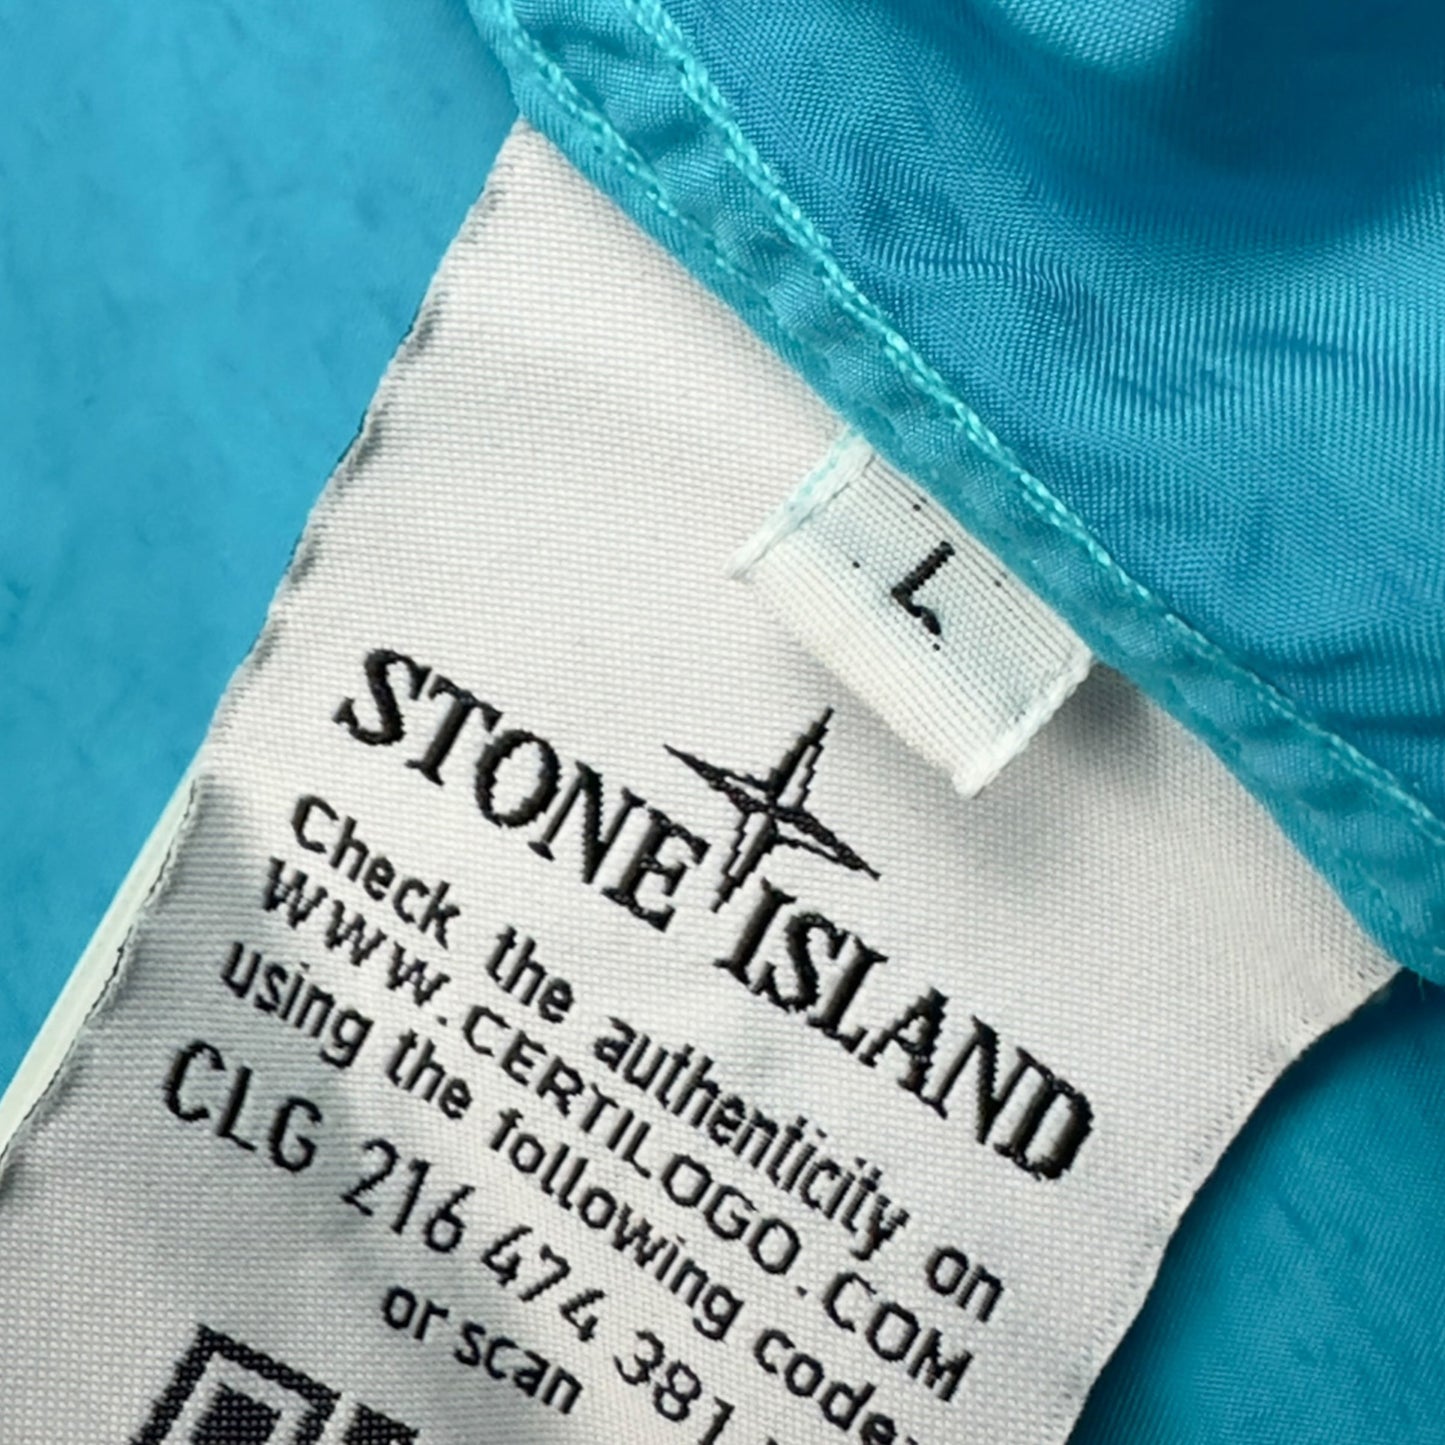 L
STONE ISLAND
Check the authenticity on
WWW.CERTILOGO.COM
using the following code
CLG 216 474 381
or scan